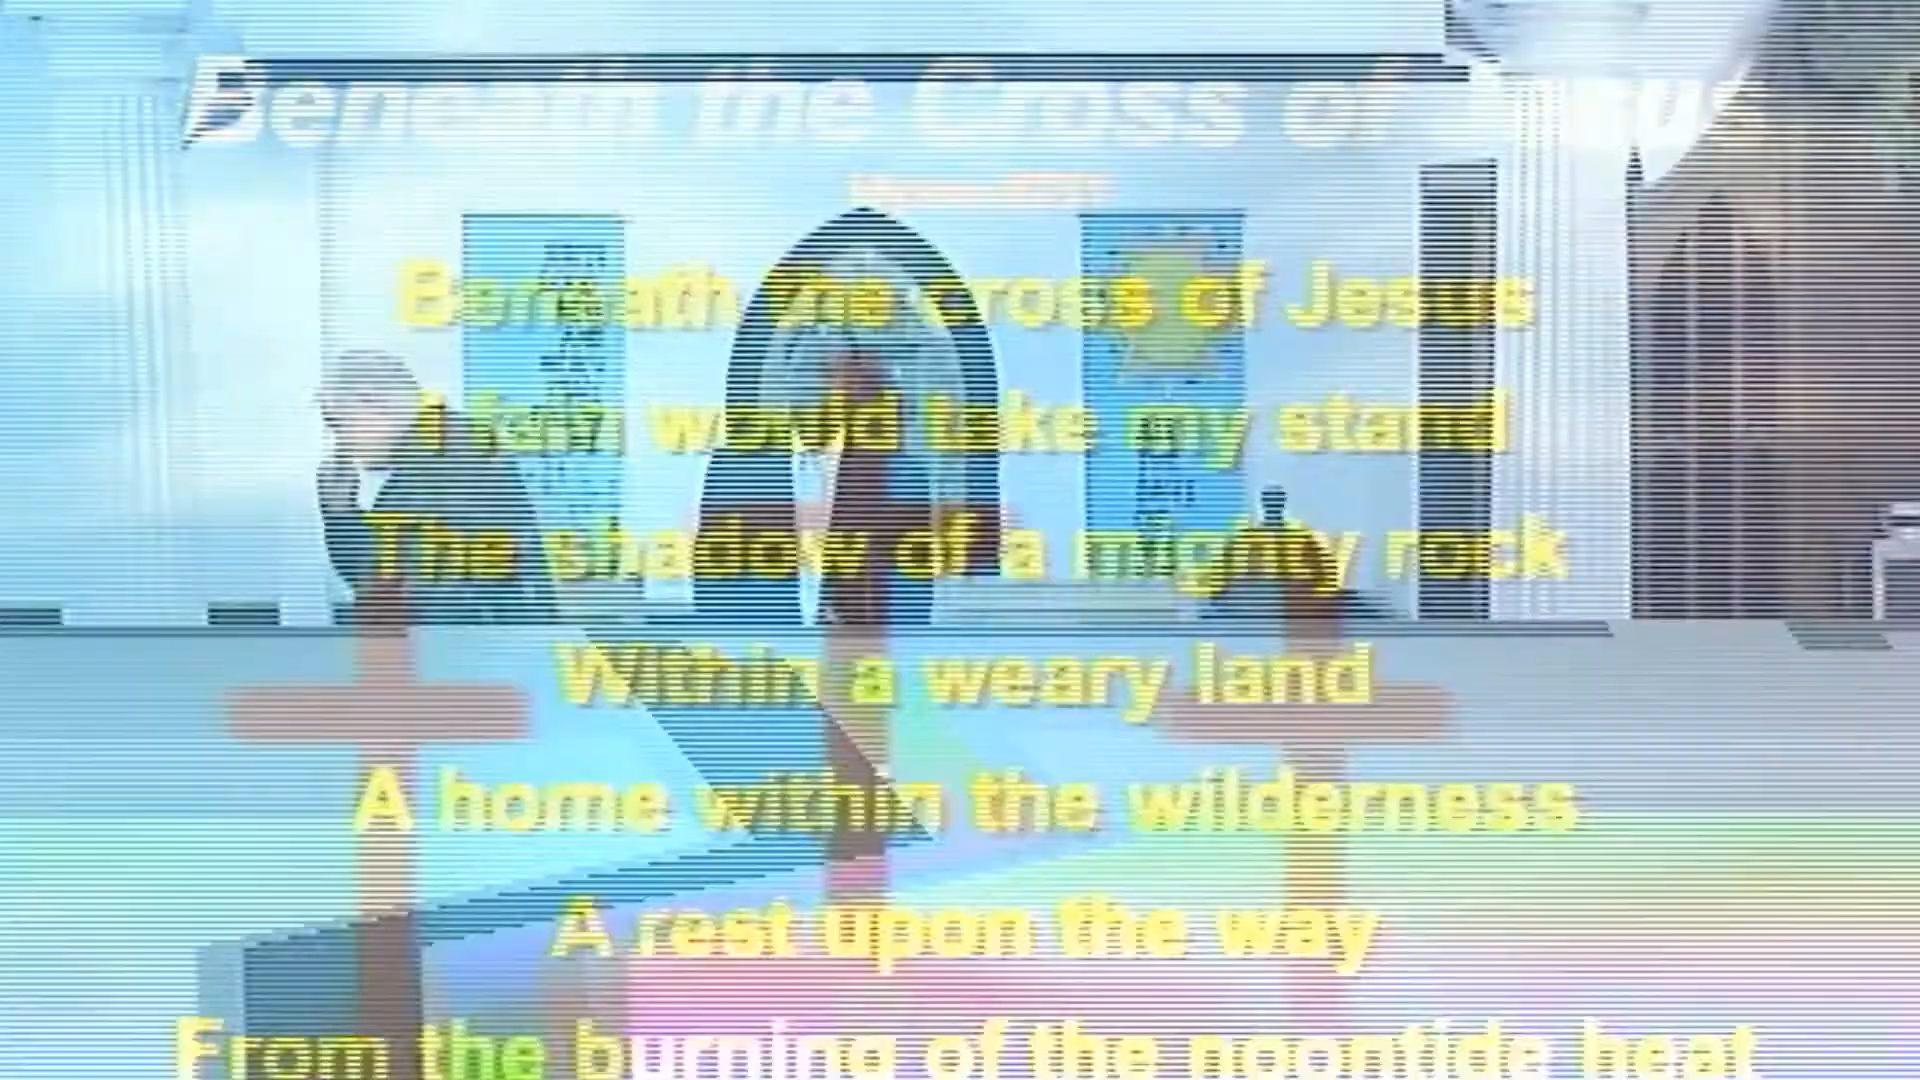 Beneath the Cross of Jesus
Beneath the cross of Jesus
I fain would take my stand
The shadow of a mighty rock
Within a weary land
A home within the wilderness
A rest upon the way
From the burning of the noontide heat